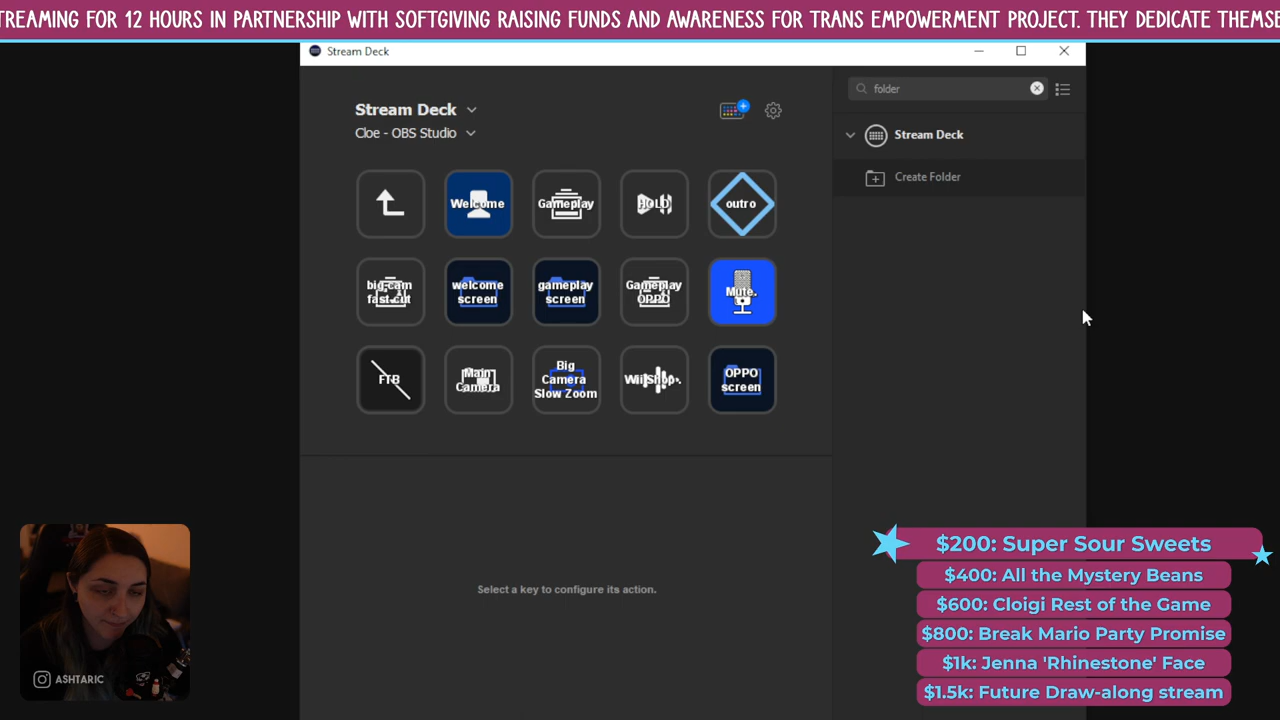 TREAMING FOR 12 HOURS IN PARTNERSHIP WITH SOFTGIVING RAISING FUNDS AND AWARENESS FOR TRANS EMPOWERMENT PROJECT. THEY DEDICATE THEMSE
Stream Deck
Stream Deck
Cloe - OBS Studio
folder
Stream Deck
Create Folder
Welcome
Gameplay
HOLD
outro
big cam
fast cut
welcome
screen
gameplay
screen
Gameplay
OPPO
Mute.
FTB
Main
Camera
Big
Camera
Slow Zoom
WiiShop.
OPPO
screen
Select a key to configure its action.
ASHTARIC
$200: Super Sour Sweets
$400: All the Mystery Beans
$600: Cloigi Rest of the Game
$800: Break Mario Party Promise
$1k: Jenna 'Rhinestone' Face
$1.5k: Future Draw-along stream